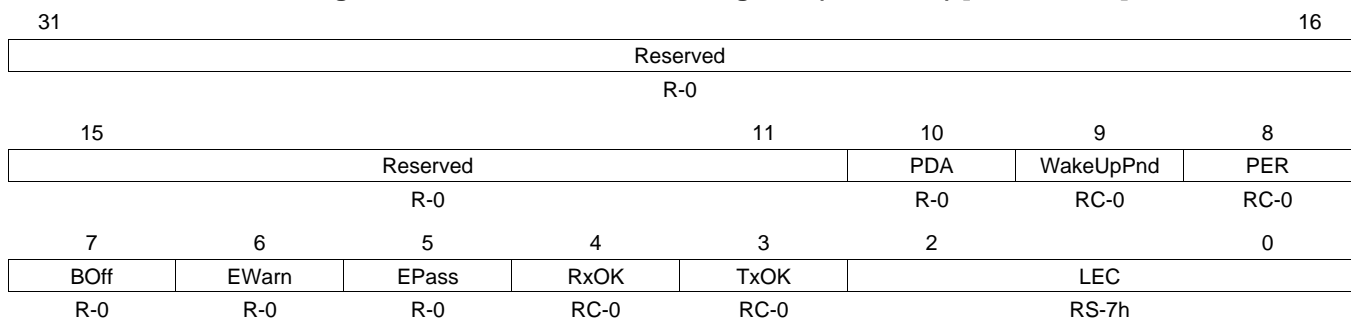 31 16
Reserved
R-0
15 11 10 9 8
Reserved PDA WakeUpPnd PER
R-0 R-0 RC-0 RC-0
7 6 5 4 3 2 0
BOff EWarn EPass RxOK TxOK LEC
R-0 R-0 R-0 RC-0 RC-0 RS-7h